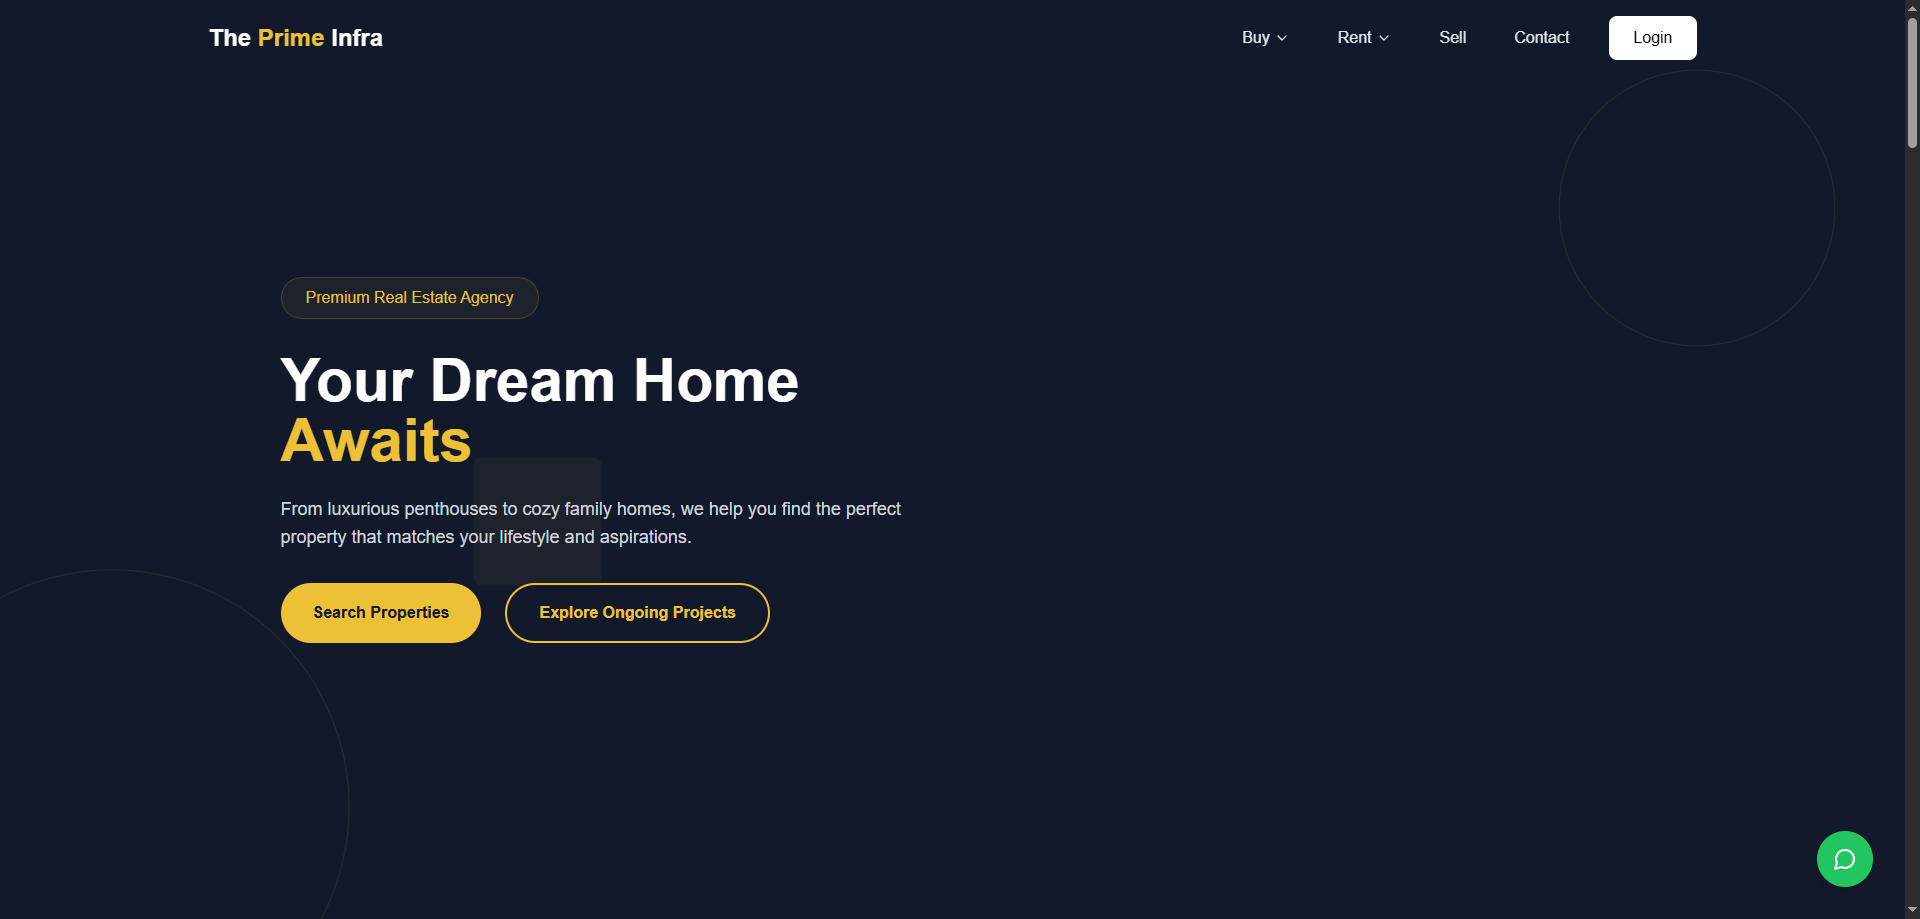 The Prime Infra
Buy
Rent
Sell
Contact
Login
Premium Real Estate Agency
Your Dream Home
Awaits
From luxurious penthouses to cozy family homes, we help you find the perfect
property that matches your lifestyle and aspirations.
Search Properties
Explore Ongoing Projects